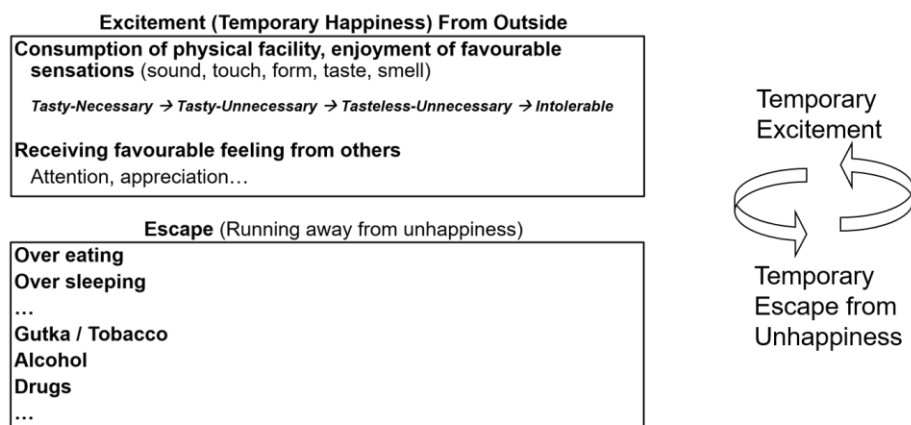 Excitement (Temporary Happiness) From Outside
Consumption of physical facility, enjoyment of favourable
sensations (sound, touch, form, taste, smell)
Tasty-Necessary → Tasty-Unnecessary → Tasteless-Unnecessary → Intolerable
Receiving favourable feeling from others
Attention, appreciation…
Escape (Running away from unhappiness)
Over eating
Over sleeping
…
Gutka / Tobacco
Alcohol
Drugs
…
Temporary
Excitement
Temporary
Escape from
Unhappiness